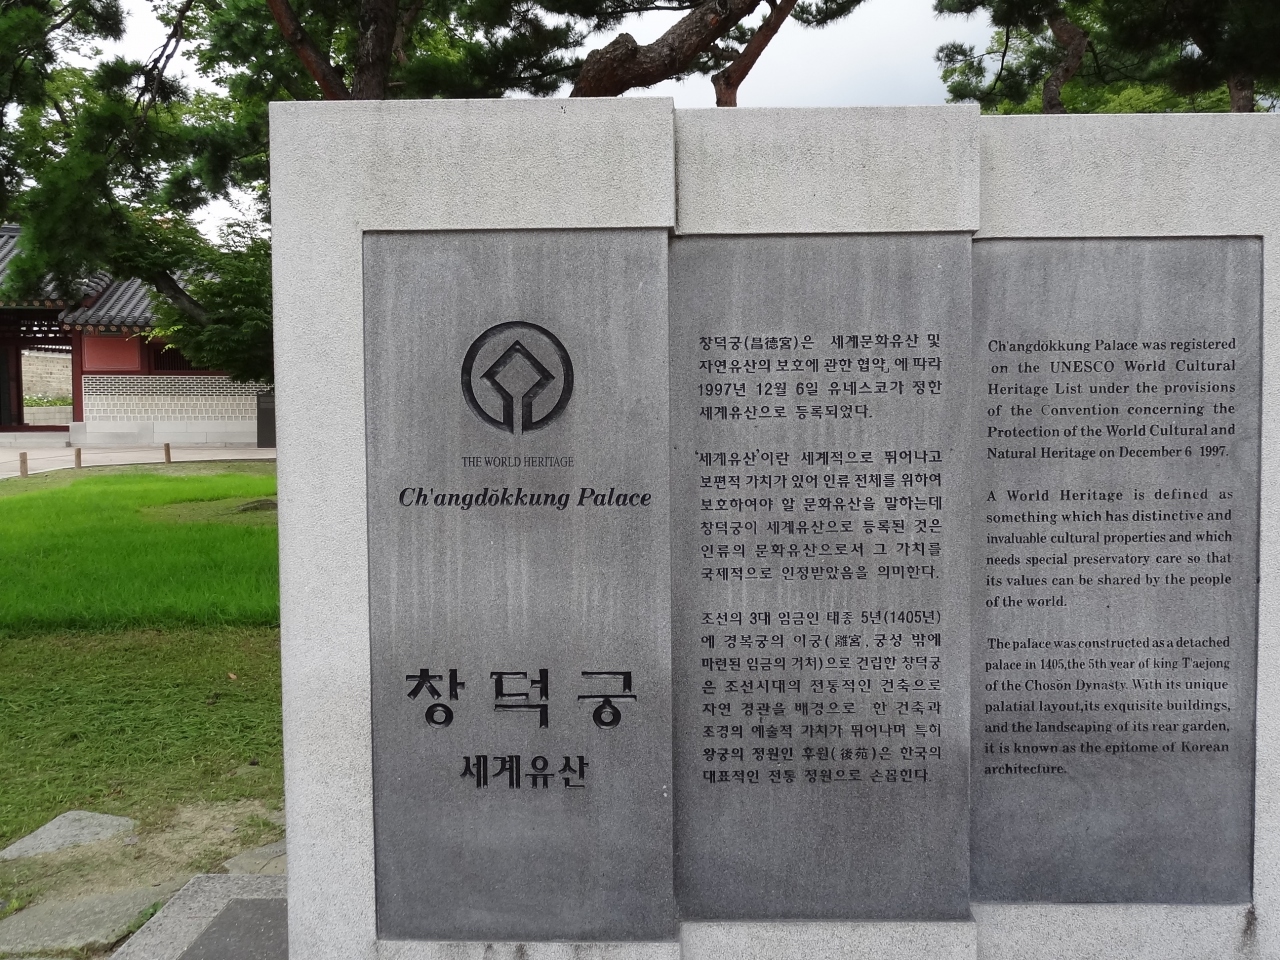 THE WORLD HERITAGE
Ch'angdŏkkung Palace
창덕궁
세계유산
창덕궁(昌德宮)은 세계문화유산 및
자연유산의 보호에 관한 협약」에 따라
1997년 12월 6일 유네스코가 정한
세계유산으로 등록되었다.
'세계유산'이란 세계적으로 뛰어나고
보편적 가치가 있어 인류 전체를 위하여
보호하여야 할 문화유산을 말하는데
창덕궁이 세계유산으로 등록된 것은
인류의 문화유산으로서 그 가치를
국제적으로 인정받았음을 의미한다.
조선의 3대 임금인 태종 5년(1405년)
에 경복궁의 이궁(離宮, 궁성 밖에
마련된 임금의 거처)으로 건립한 창덕궁
은 조선시대의 전통적인 건축으로
자연 경관을 배경으로 한 건축과
조경의 예술적 가치가 뛰어나며 특히
왕궁의 정원인 후원(後苑)은 한국의
대표적인 전통 정원으로 손꼽힌다.
Ch'angdŏkkung Palace was registered
on the UNESCO World Cultural
Heritage List under the provisions
of the Convention concerning the
Protection of the World Cultural and
Natural Heritage on December 6 1997.
A World Heritage is defined as
something which has distinctive and
invaluable cultural properties and which
needs special preservatory care so that
its values can be shared by the people
of the world.
The palace was constructed as a detached
palace in 1405,the 5th year of king T'aejong
of the Chosŏn Dynasty. With its unique
palatial layout,its exquisite buildings,
and the landscaping of its rear garden,
it is known as the epitome of Korean
architecture.